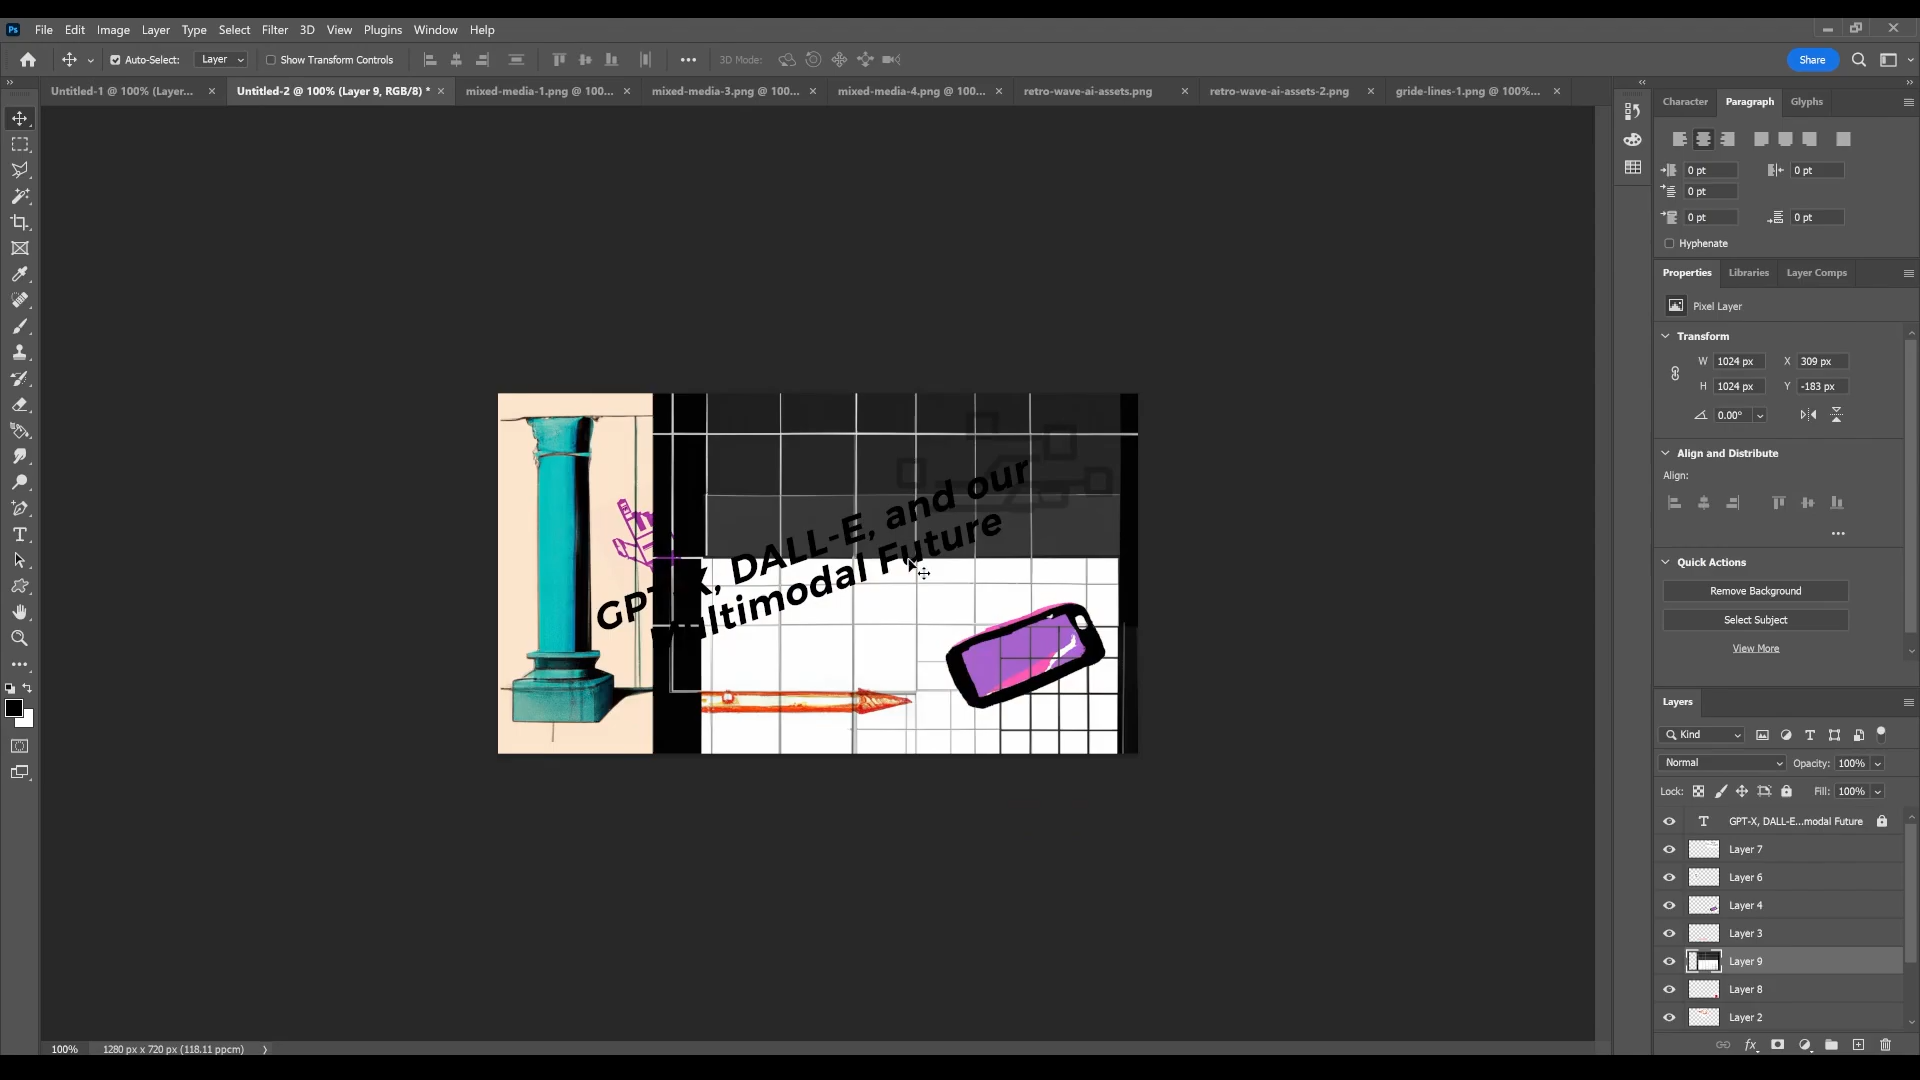 Ps File Edit Image Layer Type Select Filter 3D View Plugins Window Help
Auto-Select: Layer Show Transform Controls 3D Mode: Share
Untitled-1 @ 100% (Layer... × Untitled-2 @ 100% (Layer 9, RGB/8) * × mixed-media-1.png @ 100... × mixed-media-3.png @ 100... × mixed-media-4.png @ 100... × retro-wave-ai-assets.png × retro-wave-ai-assets-2.png × gride-lines-1.png @ 100%... ×
Character Paragraph Glyphs
0 pt 0 pt
0 pt
0 pt 0 pt
Hyphenate
Properties Libraries Layer Comps
Pixel Layer
Transform
W 1024 px X 309 px
H 1024 px Y -183 px
0.00°
Align and Distribute
Align:
Quick Actions
Remove Background
Select Subject
View More
Layers
Kind
Normal Opacity: 100%
Lock: Fill: 100%
T GPT-X, DALL-E...modal Future
Layer 7
Layer 6
Layer 4
Layer 3
Layer 9
Layer 8
Layer 2
GPT-X, DALL-E, and our
multimodal Future
100% 1280 px x 720 px (118.11 ppcm)